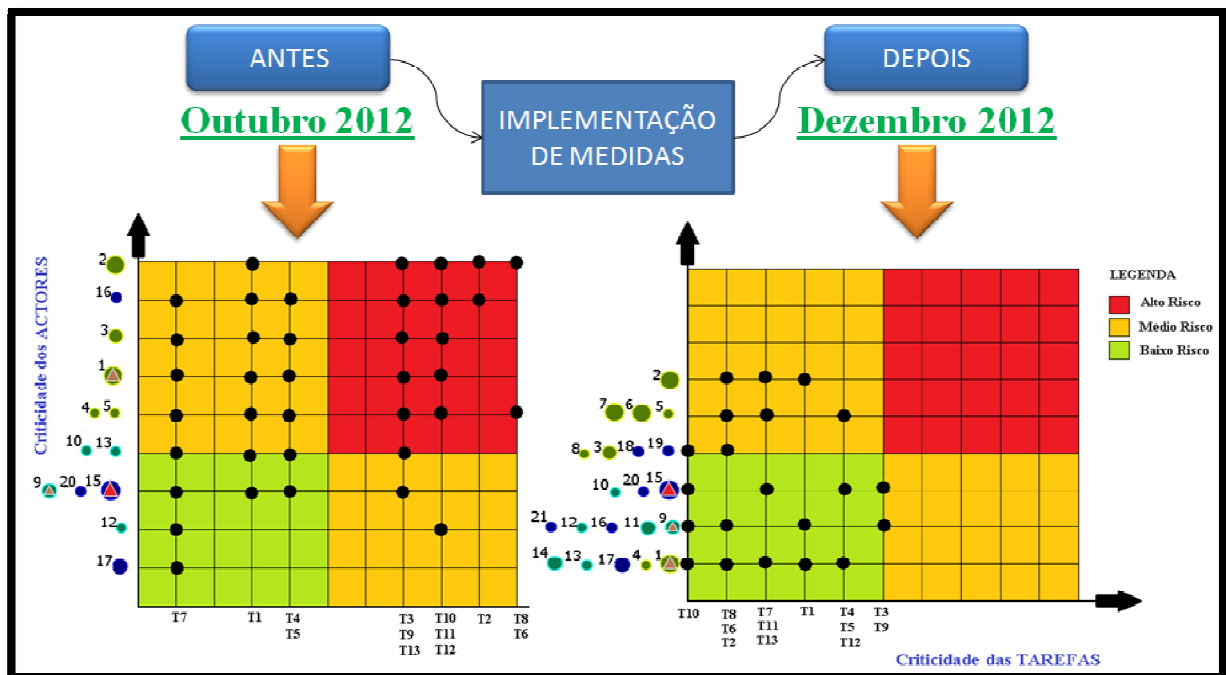 ANTES
DEPOIS
IMPLEMENTAÇÃO
DE MEDIDAS
Outubro 2012
Dezembro 2012
Criticidade dos ACTORES
2
16
3
1
4 5
10 13
9 20 15
12
17
T7 T1 T4 T3 T10 T2 T8
T5 T9 T11 T6
T13 T12
2
7 6 5
8 3 18 19
10 20 15
21 12 16 11 9
14 13 17 4 1
T10 T8 T7 T1 T4 T3
T6 T11 T5 T9
T2 T13 T12
Criticidade das TAREFAS
LEGENDA
Alto Risco
Médio Risco
Baixo Risco